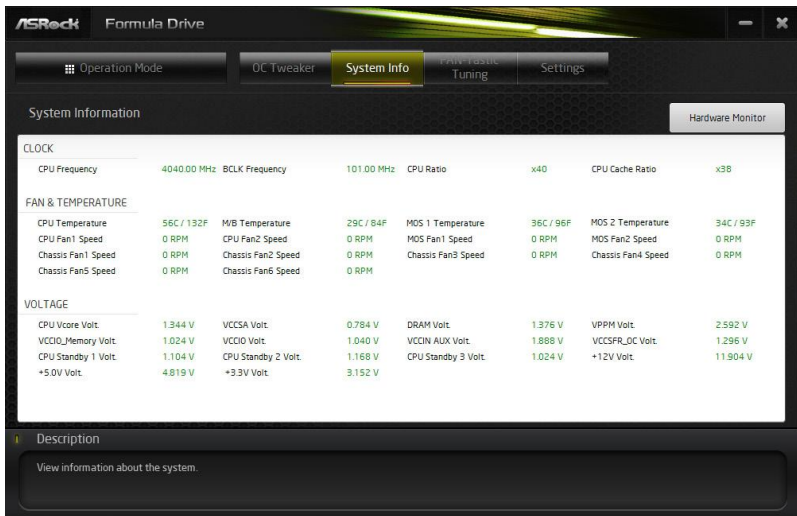 ASRock Formula Drive
Operation Mode OC Tweaker System Info FAN-Tastic Tuning Settings
System Information Hardware Monitor
CLOCK
CPU Frequency 4040.00 MHz BCLK Frequency 101.00 MHz CPU Ratio x40 CPU Cache Ratio x38
FAN & TEMPERATURE
CPU Temperature 56C / 132F M/B Temperature 29C / 84F MOS 1 Temperature 36C / 96F MOS 2 Temperature 34C / 93F
CPU Fan1 Speed 0 RPM CPU Fan2 Speed 0 RPM MOS Fan1 Speed 0 RPM MOS Fan2 Speed 0 RPM
Chassis Fan1 Speed 0 RPM Chassis Fan2 Speed 0 RPM Chassis Fan3 Speed 0 RPM Chassis Fan4 Speed 0 RPM
Chassis Fan5 Speed 0 RPM Chassis Fan6 Speed 0 RPM
VOLTAGE
CPU Vcore Volt. 1.344 V VCCSA Volt. 0.784 V DRAM Volt. 1.376 V VPPM Volt. 2.592 V
VCCIO_Memory Volt. 1.024 V VCCIO Volt. 1.040 V VCCIN AUX Volt. 1.888 V VCCSFR_OC Volt. 1.296 V
CPU Standby 1 Volt. 1.104 V CPU Standby 2 Volt. 1.168 V CPU Standby 3 Volt. 1.024 V +12V Volt. 11.904 V
+5.0V Volt. 4.819 V +3.3V Volt. 3.152 V
Description
View information about the system.